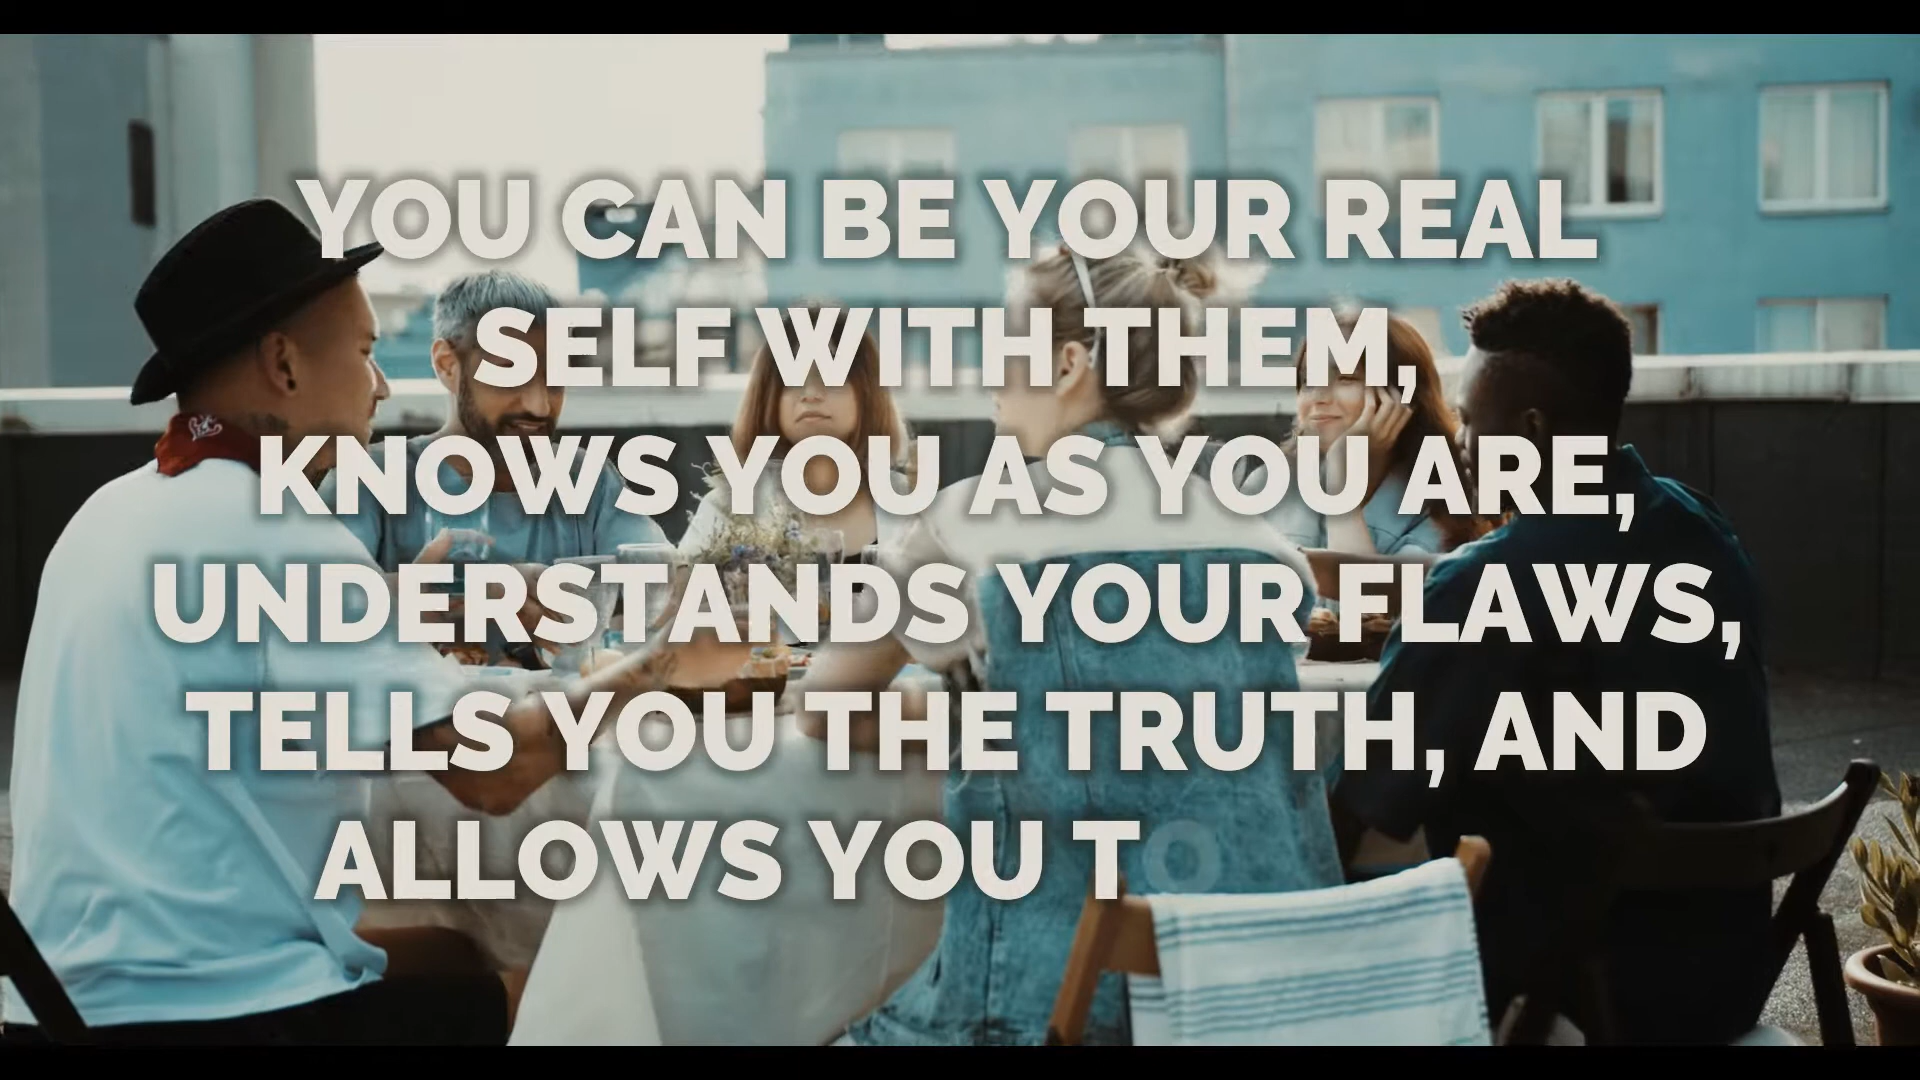 YOU CAN BE YOUR REAL
SELF WITH THEM,
KNOWS YOU AS YOU ARE,
UNDERSTANDS YOUR FLAWS,
TELLS YOU THE TRUTH, AND
ALLOWS YOU TO